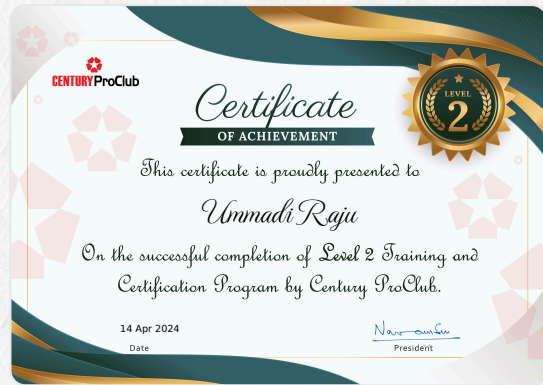 CENTURY ProClub
Certificate
OF ACHIEVEMENT
LEVEL
2
This certificate is proudly presented to
Ummadi Raju
On the successful completion of Level 2 Training and
Certification Program by Century ProClub.
14 Apr 2024
Date
President